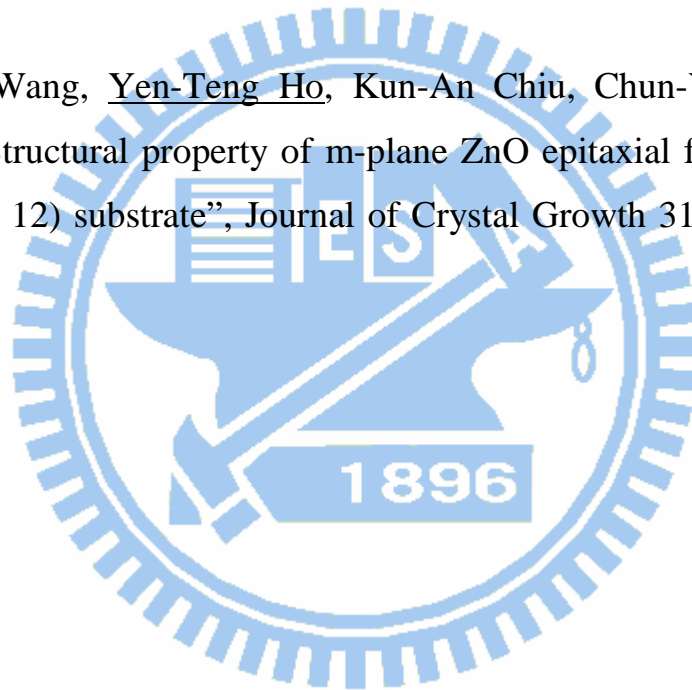 Wang, Yen-Teng Ho, Kun-An Chiu, Chun-
tructural property of m-plane ZnO epitaxial
12) substrate”, Journal of Crystal Growth 31
E S A
1896